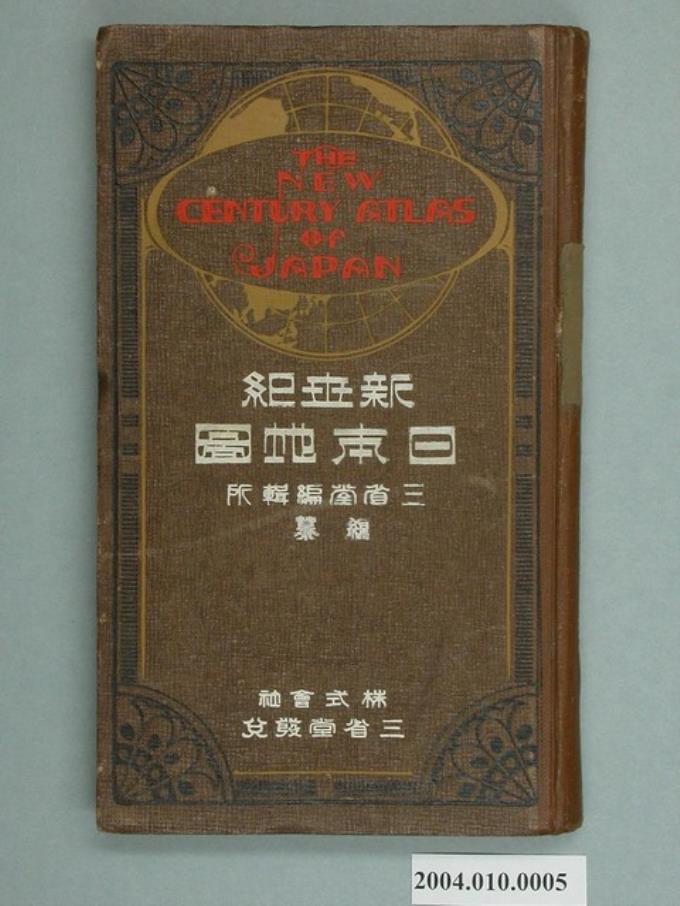 THE
NEW
CENTURY ATLAS
OF
JAPAN
新世紀
日本地圖
三省堂編輯所
編纂
株式會社
三省堂發兌
2004.010.0005